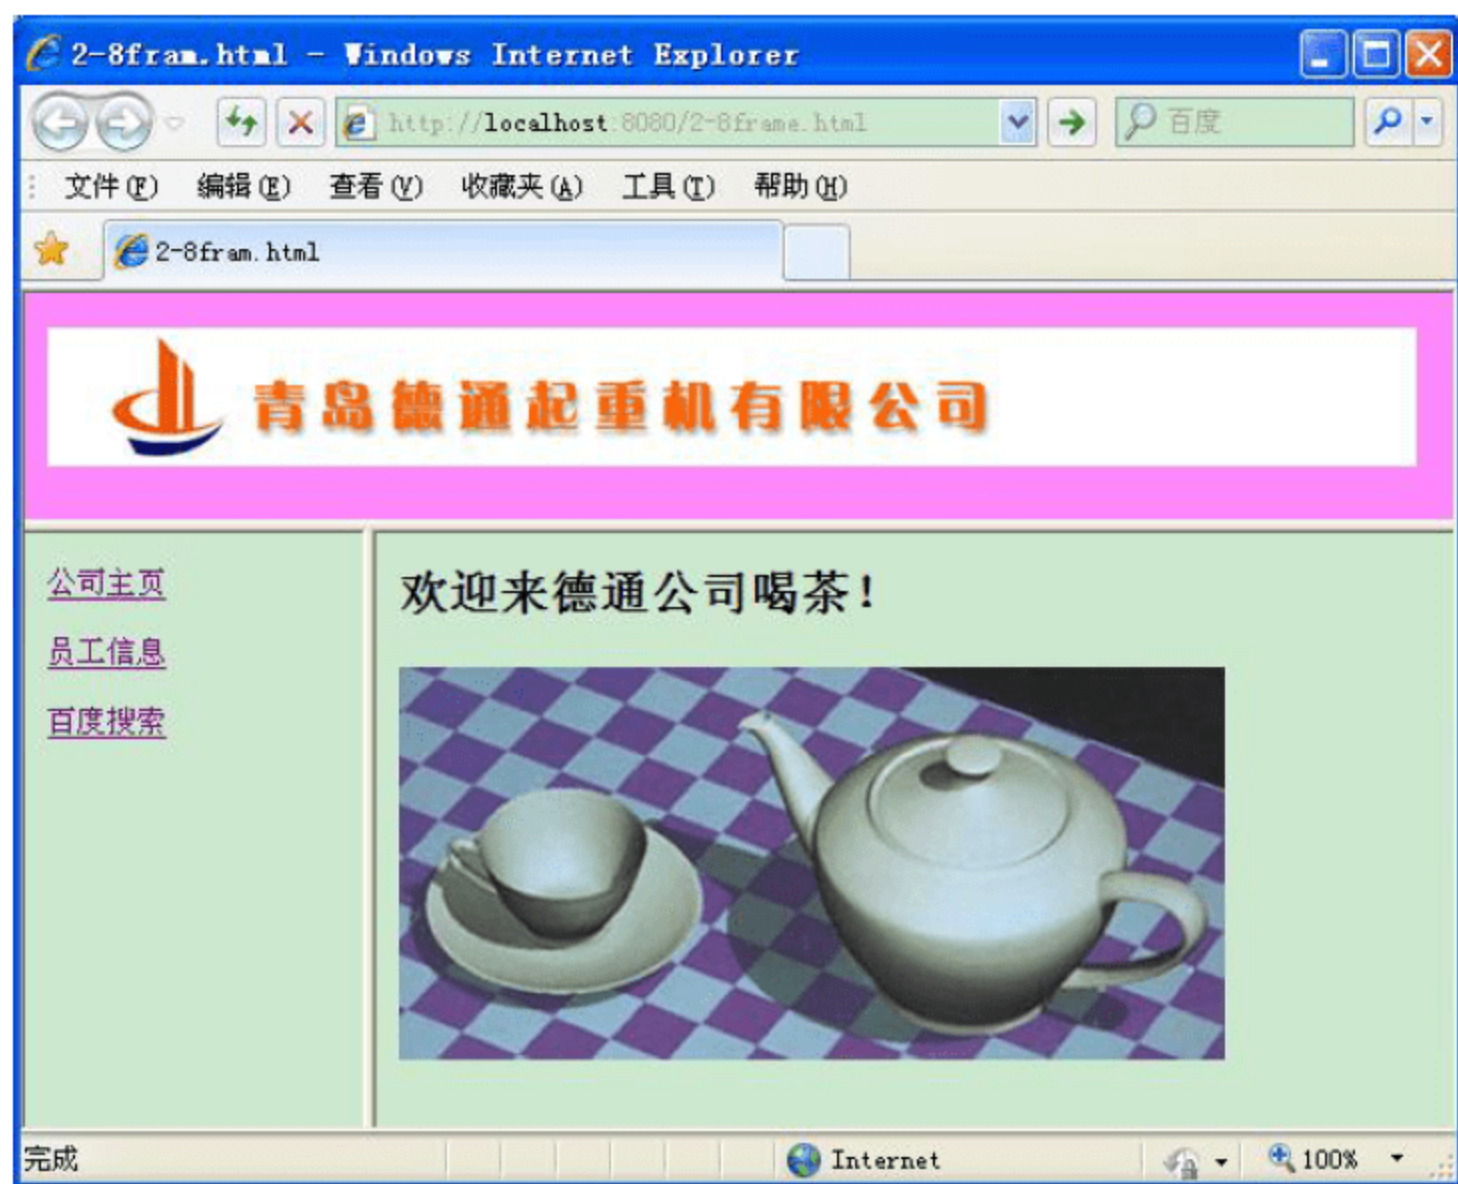 2-8fram.html - Windows Internet Explorer
http://localhost:8080/2-8frame.html
百度
文件(F) 编辑(E) 查看(V) 收藏夹(A) 工具(T) 帮助(H)
2-8fram.html
青岛德通起重机有限公司
公司主页
员工信息
百度搜索
欢迎来德通公司喝茶!
完成
Internet
100%